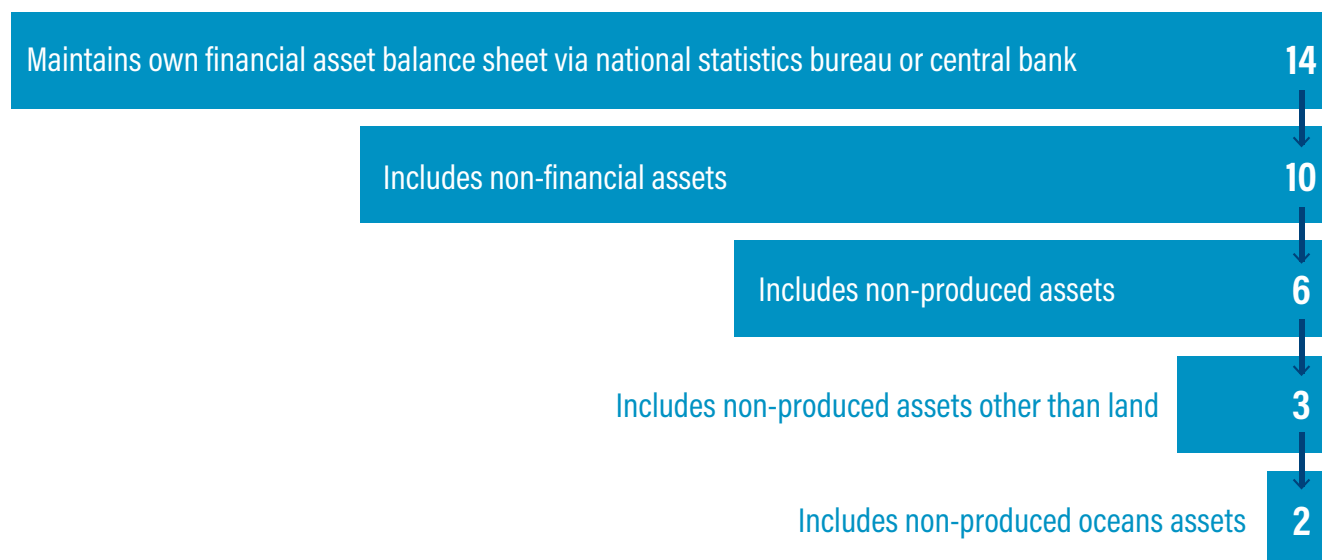 Maintains own financial asset balance sheet via national statistics bureau or central bank 14
Includes non-financial assets 10
Includes non-produced assets 6
Includes non-produced assets other than land 3
Includes non-produced oceans assets 2